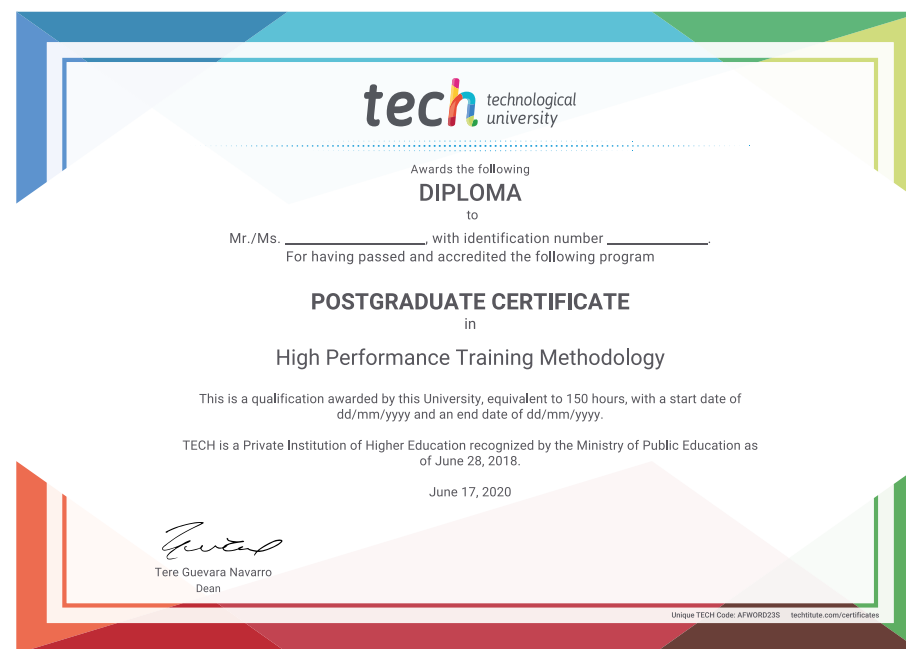 tech technological
university
Awards the following
DIPLOMA
to
Mr./Ms. ____________________, with identification number ______________.
For having passed and accredited the following program
POSTGRADUATE CERTIFICATE
in
High Performance Training Methodology
This is a qualification awarded by this University, equivalent to 150 hours, with a start date of
dd/mm/yyyy and an end date of dd/mm/yyyy.
TECH is a Private Institution of Higher Education recognized by the Ministry of Public Education as
of June 28, 2018.
June 17, 2020
Tere Guevara Navarro
Dean
Unique TECH Code: AFWORD23S techtitute.com/certificates